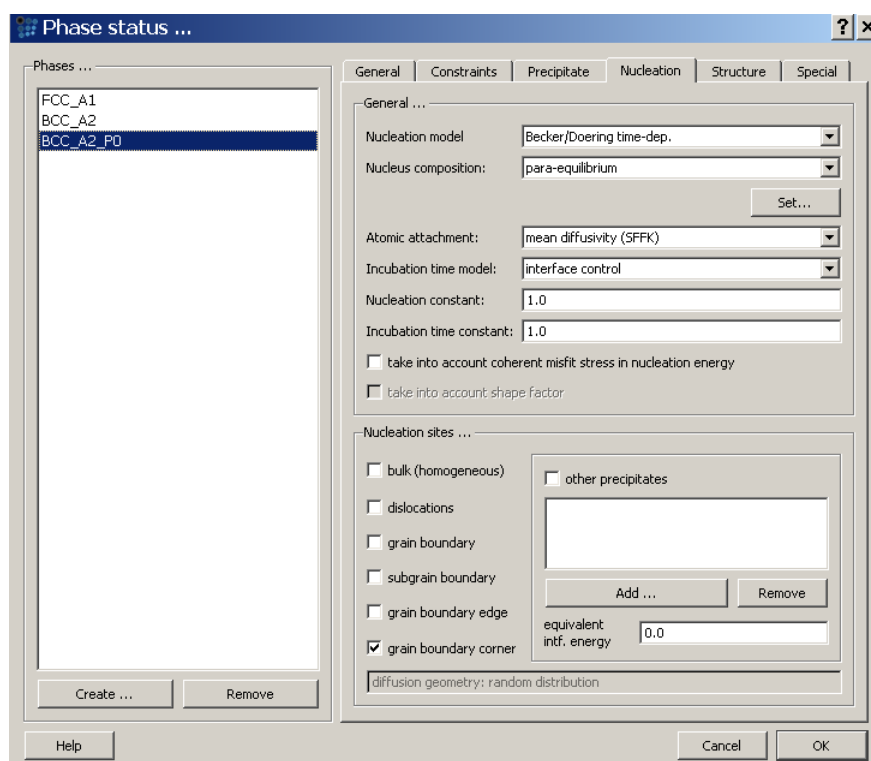 Phase status ...
? ×
Phases ...
FCC_A1
BCC_A2
BCC_A2_P0
Create ...
Remove
General
Constraints
Precipitate
Nucleation
Structure
Special
General ...
Nucleation model
Becker/Doering time-dep.
Nucleus composition:
para-equilibrium
Set...
Atomic attachment:
mean diffusivity (SFFK)
Incubation time model:
interface control
Nucleation constant:
1.0
Incubation time constant:
1.0
take into account coherent misfit stress in nucleation energy
take into account shape factor
Nucleation sites ...
bulk (homogeneous)
dislocations
grain boundary
subgrain boundary
grain boundary edge
grain boundary corner
other precipitates
Add ...
Remove
equivalent
intf. energy
0.0
diffusion geometry: random distribution
Help
Cancel
OK